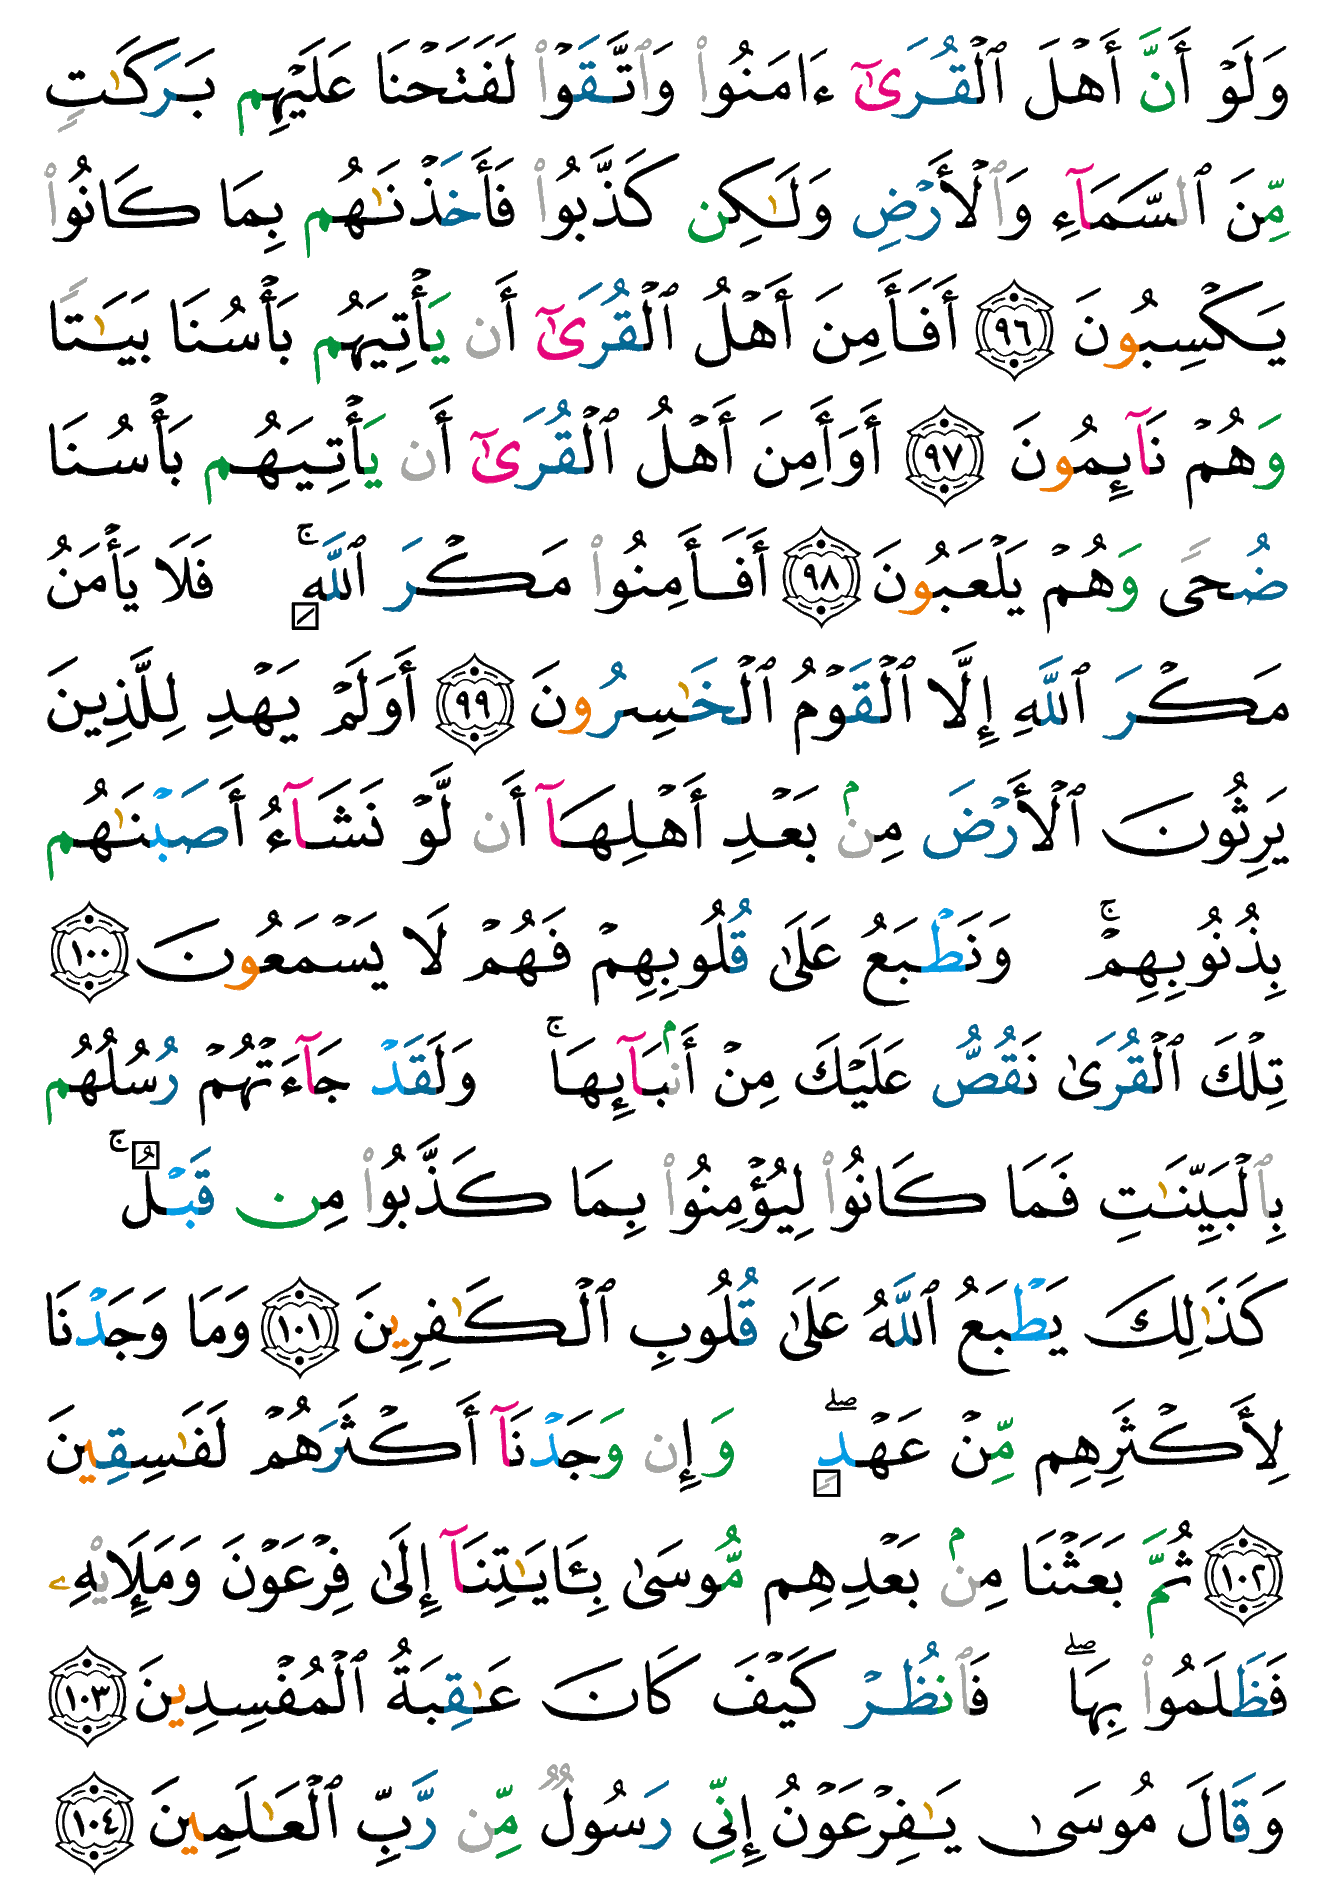 وَلَوْ أَنَّ أَهْلَ ٱلْقُرَىٰٓ ءَامَنُوا۟ وَٱتَّقَوْا۟ لَفَتَحْنَا عَلَيْهِم بَرَكَـٰتٍ
مِّنَ ٱلسَّمَآءِ وَٱلْأَرْضِ وَلَـٰكِن كَذَّبُوا۟ فَأَخَذْنَـٰهُم بِمَا كَانُوا۟
يَكْسِبُونَ ٩٦ أَفَأَمِنَ أَهْلُ ٱلْقُرَىٰٓ أَن يَأْتِيَهُم بَأْسُنَا بَيَـٰتًا
وَهُمْ نَآئِمُونَ ٩٧ أَوَأَمِنَ أَهْلُ ٱلْقُرَىٰٓ أَن يَأْتِيَهُم بَأْسُنَا
ضُحًى وَهُمْ يَلْعَبُونَ ٩٨ أَفَأَمِنُوا۟ مَكْرَ ٱللَّهِ ۚ فَلَا يَأْمَنُ
مَكْرَ ٱللَّهِ إِلَّا ٱلْقَوْمُ ٱلْخَـٰسِرُونَ ٩٩ أَوَلَمْ يَهْدِ لِلَّذِينَ
يَرِثُونَ ٱلْأَرْضَ مِنۢ بَعْدِ أَهْلِهَآ أَن لَّوْ نَشَآءُ أَصَبْنَـٰهُم
بِذُنُوبِهِمْ ۚ وَنَطْبَعُ عَلَىٰ قُلُوبِهِمْ فَهُمْ لَا يَسْمَعُونَ ١٠٠
تِلْكَ ٱلْقُرَىٰ نَقُصُّ عَلَيْكَ مِنْ أَنۢبَآئِهَا ۚ وَلَقَدْ جَآءَتْهُمْ رُسُلُهُم
بِٱلْبَيِّنَـٰتِ فَمَا كَانُوا۟ لِيُؤْمِنُوا۟ بِمَا كَذَّبُوا۟ مِن قَبْلُ ۚ
كَذَٰلِكَ يَطْبَعُ ٱللَّهُ عَلَىٰ قُلُوبِ ٱلْكَـٰفِرِينَ ١٠١ وَمَا وَجَدْنَا
لِأَكْثَرِهِم مِّنْ عَهْدٍ ۖ وَإِن وَجَدْنَآ أَكْثَرَهُمْ لَفَـٰسِقِينَ
١٠٢ ثُمَّ بَعَثْنَا مِنۢ بَعْدِهِم مُّوسَىٰ بِـَٔايَـٰتِنَآ إِلَىٰ فِرْعَوْنَ وَمَلَإِي۟هِۦ
فَظَلَمُوا۟ بِهَا ۖ فَٱنظُرْ كَيْفَ كَانَ عَـٰقِبَةُ ٱلْمُفْسِدِينَ ١٠٣
وَقَالَ مُوسَىٰ يَـٰفِرْعَوْنُ إِنِّى رَسُولٌ مِّن رَّبِّ ٱلْعَـٰلَمِينَ ١٠٤